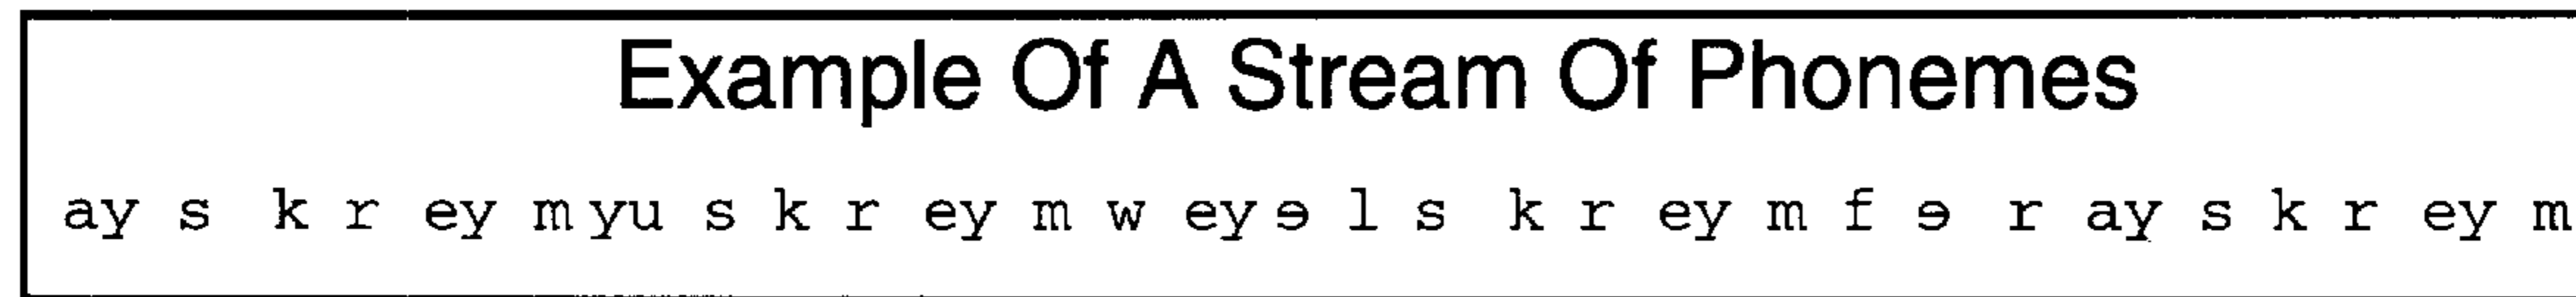 Example Of A Stream Of Phonemes
ay s k r ey m yu s k r ey m w ey ɘ l s k r ey m f ɘ r ay s k r ey m